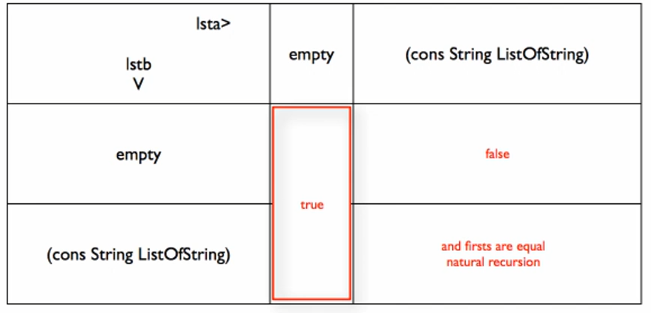 lsta>
lstb
V
empty
(cons String ListOfString)
empty
false
true
(cons String ListOfString)
and firsts are equal
natural recursion